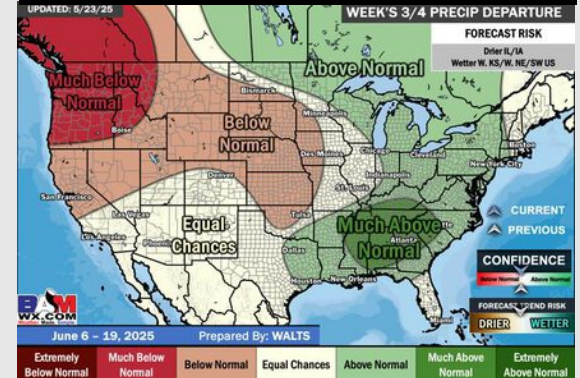 UPDATED: 5/23/25
WEEK'S 3/4 PRECIP DEPARTURE
FORECAST RISK
Drier IL/IA
Wetter W. KS/W. NE/SW US
Much Below
Normal
Above Normal
Below
Normal
Equal
Chances
Much Above
Normal
Boise
Bismarck
Minneapolis
Des Moines
Chicago
Cleveland
Boston
New York City
Indianapolis
St. Louis
Denver
San Francisco
Las Vegas
Los Angeles
Phoenix
Tulsa
Dallas
Atlanta
Houston
New Orleans
Miami
CURRENT
PREVIOUS
CONFIDENCE
Below Normal
Above Normal
FORECAST TREND RISK
DRIER
WETTER
BAM
WX.COM
June 6 – 19, 2025
Prepared By: WALTS
Extremely
Below Normal
Much Below
Normal
Below Normal
Equal Chances
Above Normal
Much Above
Normal
Extremely
Above Normal